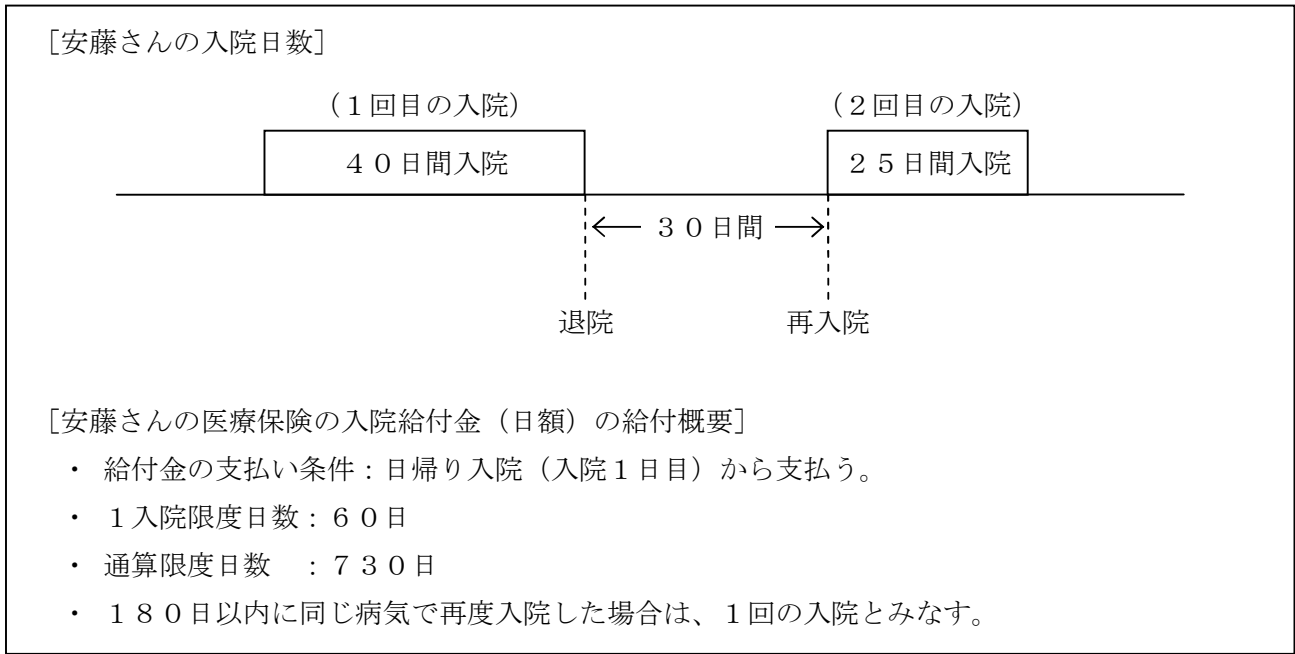 ［安藤さんの入院日数］
（１回目の入院） （２回目の入院）
４０日間入院 ２５日間入院
３０日間
退院 再入院
［安藤さんの医療保険の入院給付金（日額）の給付概要］
・ 給付金の支払い条件：日帰り入院（入院１日目）から支払う。
・ １入院限度日数：６０日
・ 通算限度日数　：７３０日
・ １８０日以内に同じ病気で再度入院した場合は、１回の入院とみなす。